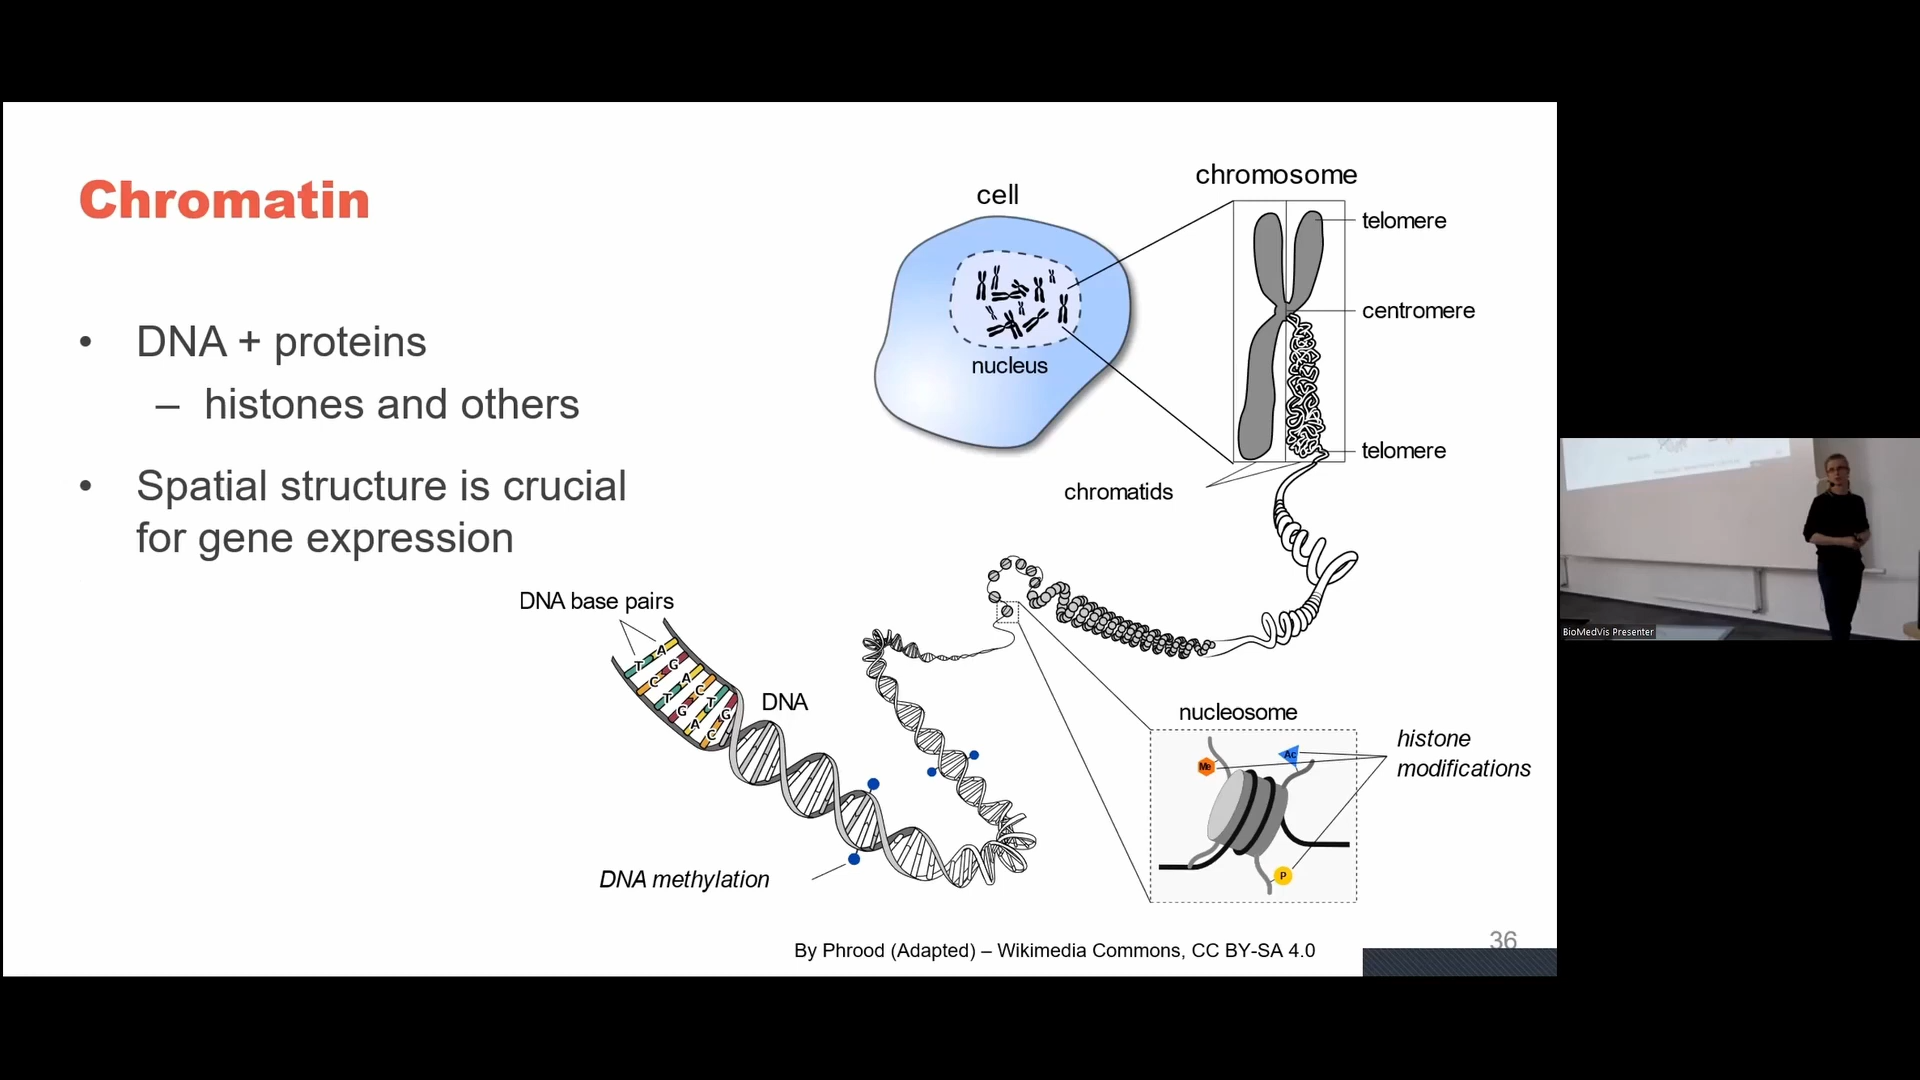 Chromatin
• DNA + proteins
– histones and others
• Spatial structure is crucial
for gene expression
cell
nucleus
chromosome
telomere
centromere
telomere
chromatids
DNA base pairs
T A
C G
T A
G C
A T
C G
DNA
DNA methylation
nucleosome
Me
Ac
P
histone
modifications
By Phrood (Adapted) – Wikimedia Commons, CC BY-SA 4.0
36
BioMedVis Presenter